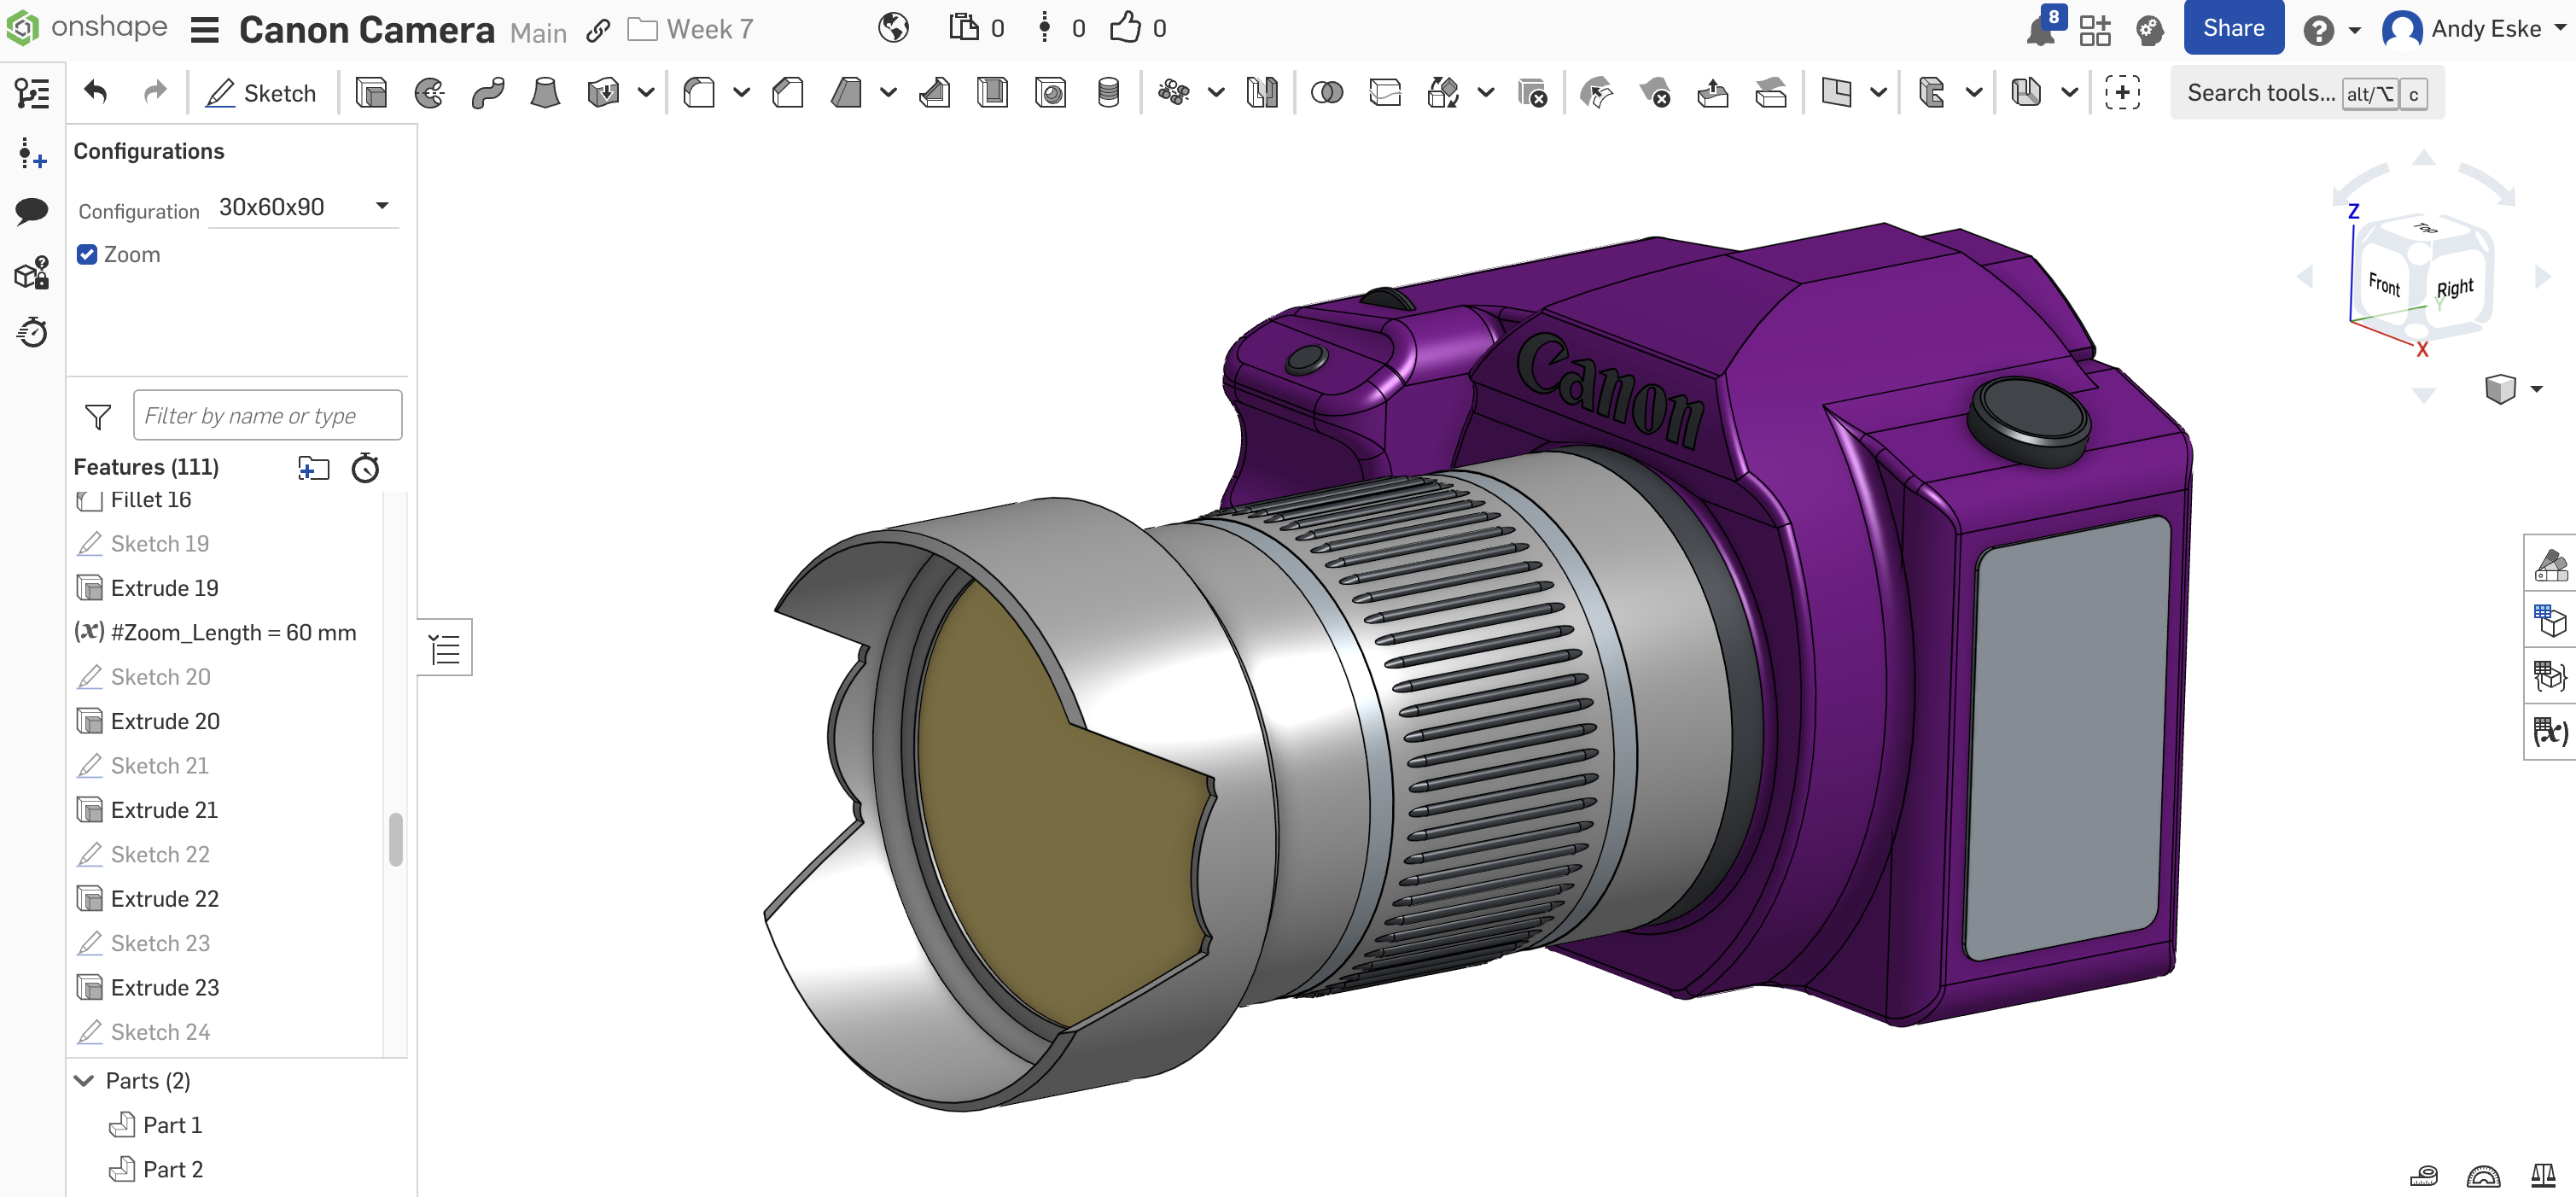 onshape Canon Camera Main Week 7 0 0 0 8 Share Andy Eske
Sketch Search tools... alt/⌥ c
Configurations
Configuration 30x60x90
Zoom
Filter by name or type
Features (111)
Fillet 16
Sketch 19
Extrude 19
(x) #Zoom_Length = 60 mm
Sketch 20
Extrude 20
Sketch 21
Extrude 21
Sketch 22
Extrude 22
Sketch 23
Extrude 23
Sketch 24
Parts (2)
Part 1
Part 2
Canon
Z
Top
Front Right
Y
X
(x)